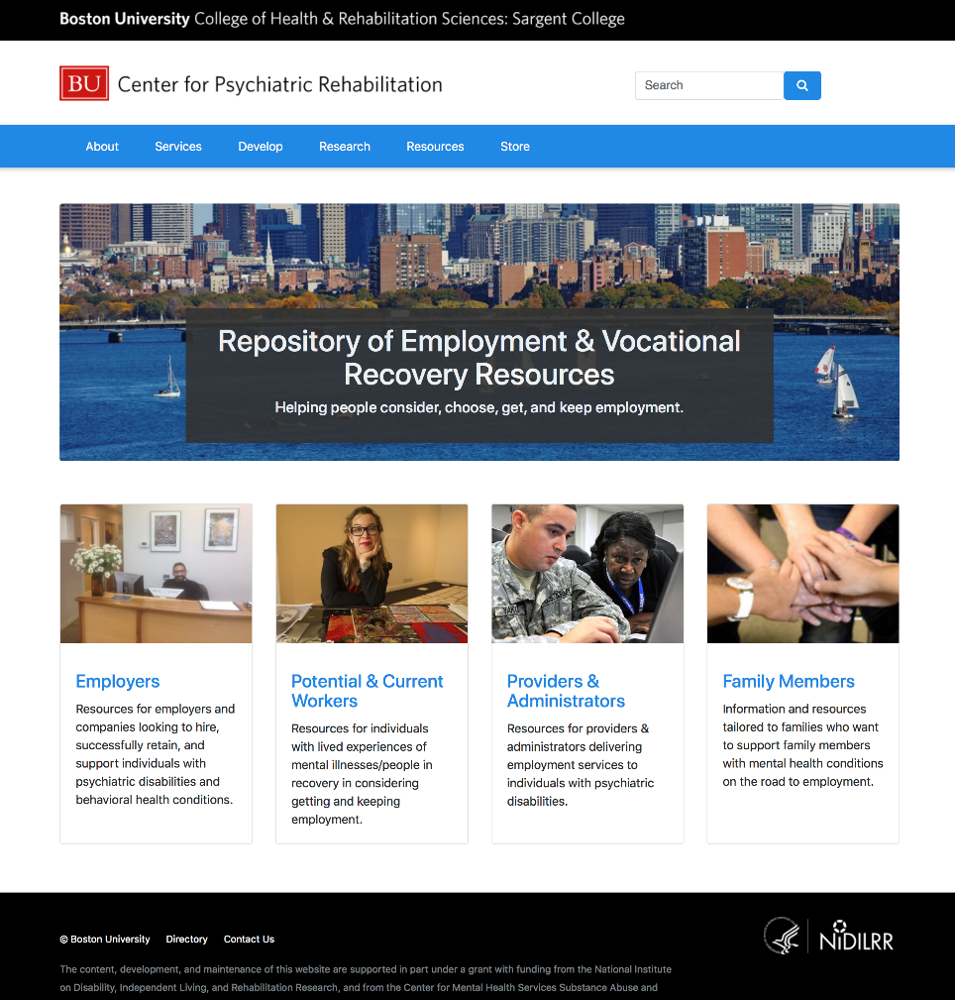 Boston University College of Health & Rehabilitation Sciences: Sargent College
BU Center for Psychiatric Rehabilitation
Search
About Services Develop Research Resources Store
Repository of Employment & Vocational
Recovery Resources
Helping people consider, choose, get, and keep employment.
Employers
Resources for employers and
companies looking to hire,
successfully retain, and
support individuals with
psychiatric disabilities and
behavioral health conditions.
Potential & Current
Workers
Resources for individuals
with lived experiences of
mental illnesses/people in
recovery in considering
getting and keeping
employment.
Providers &
Administrators
Resources for providers &
administrators delivering
employment services to
individuals with psychiatric
disabilities.
Family Members
Information and resources
tailored to families who want
to support family members
with mental health conditions
on the road to employment.
© Boston University Directory Contact Us
NIDILRR
The content, development, and maintenance of this website are supported in part under a grant with funding from the National Institute
on Disability, Independent Living, and Rehabilitation Research, and from the Center for Mental Health Services Substance Abuse and